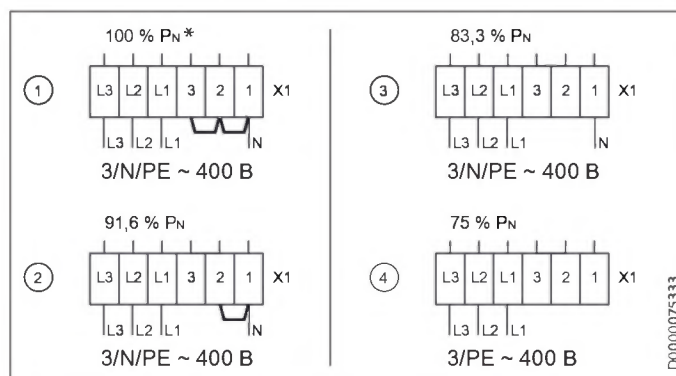 100 % PN *
1 L3 L2 L1 3 2 1 X1
L3 L2 L1 N
3/N/PE ~ 400 В
91,6 % PN
2 L3 L2 L1 3 2 1 X1
L3 L2 L1 N
3/N/PE ~ 400 В
83,3 % PN
3 L3 L2 L1 3 2 1 X1
L3 L2 L1 N
3/N/PE ~ 400 В
75 % PN
4 L3 L2 L1 3 2 1 X1
L3 L2 L1
3/PE ~ 400 В
D0000075333